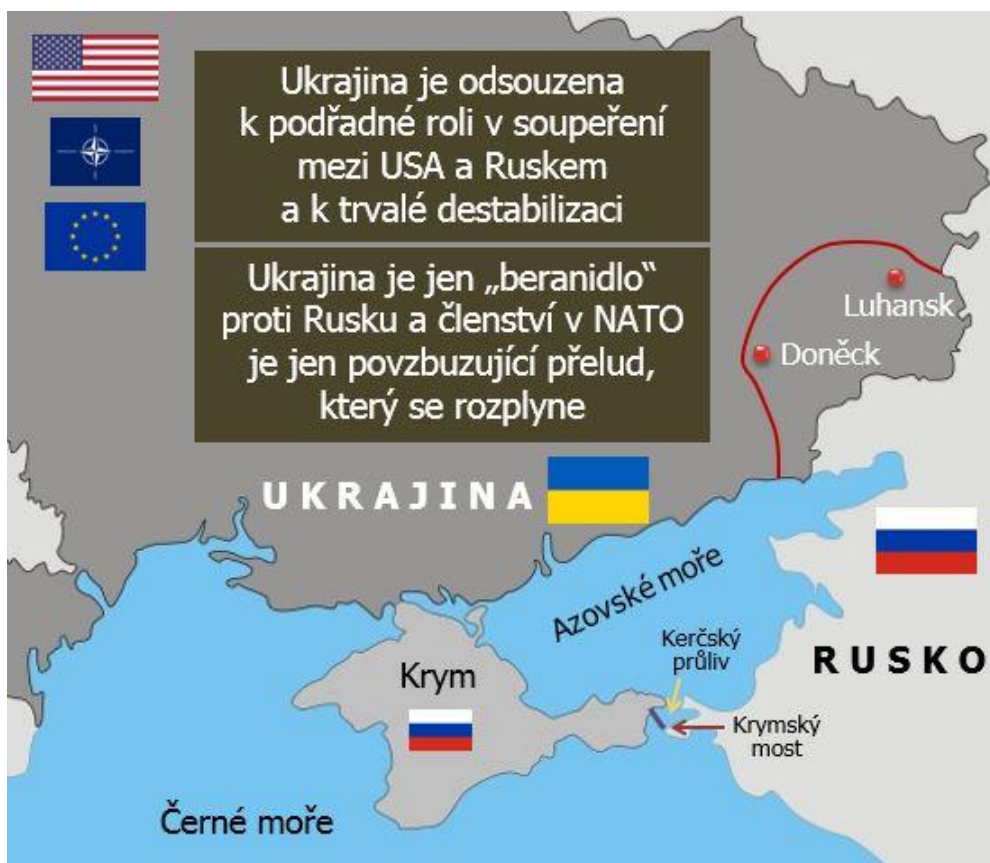 Ukrajina je odsouzena
k podřadné roli v soupeření
mezi USA a Ruskem
a k trvalé destabilizaci
Ukrajina je jen „beranidlo“
proti Rusku a členství v NATO
je jen povzbuzující přelud,
který se rozplyne
Luhansk
Doněck
UKRAJINA
Azovské moře
Kerčský
průliv
RUSKO
Krym
Krymský
most
Černé moře